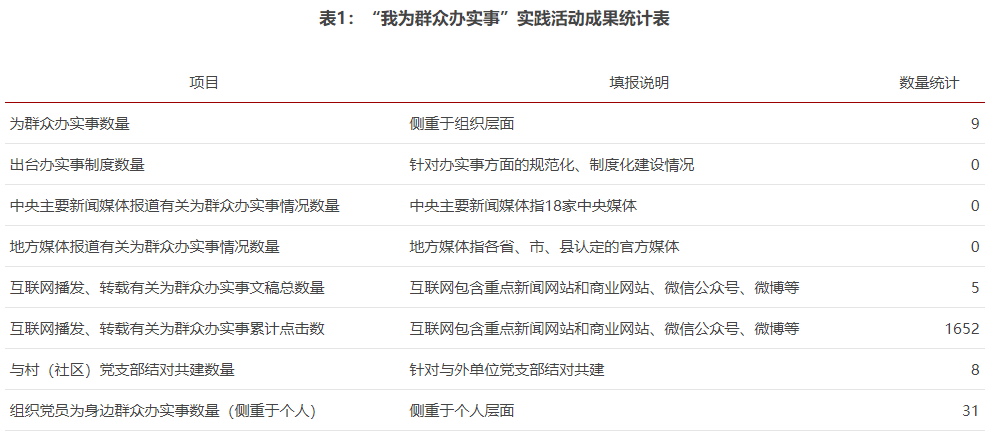 表1：“我为群众办实事”实践活动成果统计表
项目 填报说明 数量统计
为群众办实事数量 侧重于组织层面 9
出台办实事制度数量 针对办实事方面的规范化、制度化建设情况 0
中央主要新闻媒体报道有关为群众办实事情况数量 中央主要新闻媒体指18家中央媒体 0
地方媒体报道有关为群众办实事情况数量 地方媒体指各省、市、县认定的官方媒体 0
互联网播发、转载有关为群众办实事文稿总数量 互联网包含重点新闻网站和商业网站、微信公众号、微博等 5
互联网播发、转载有关为群众办实事累计点击数 互联网包含重点新闻网站和商业网站、微信公众号、微博等 1652
与村（社区）党支部结对共建数量 针对与外单位党支部结对共建 8
组织党员为身边群众办实事数量（侧重于个人） 侧重于个人层面 31